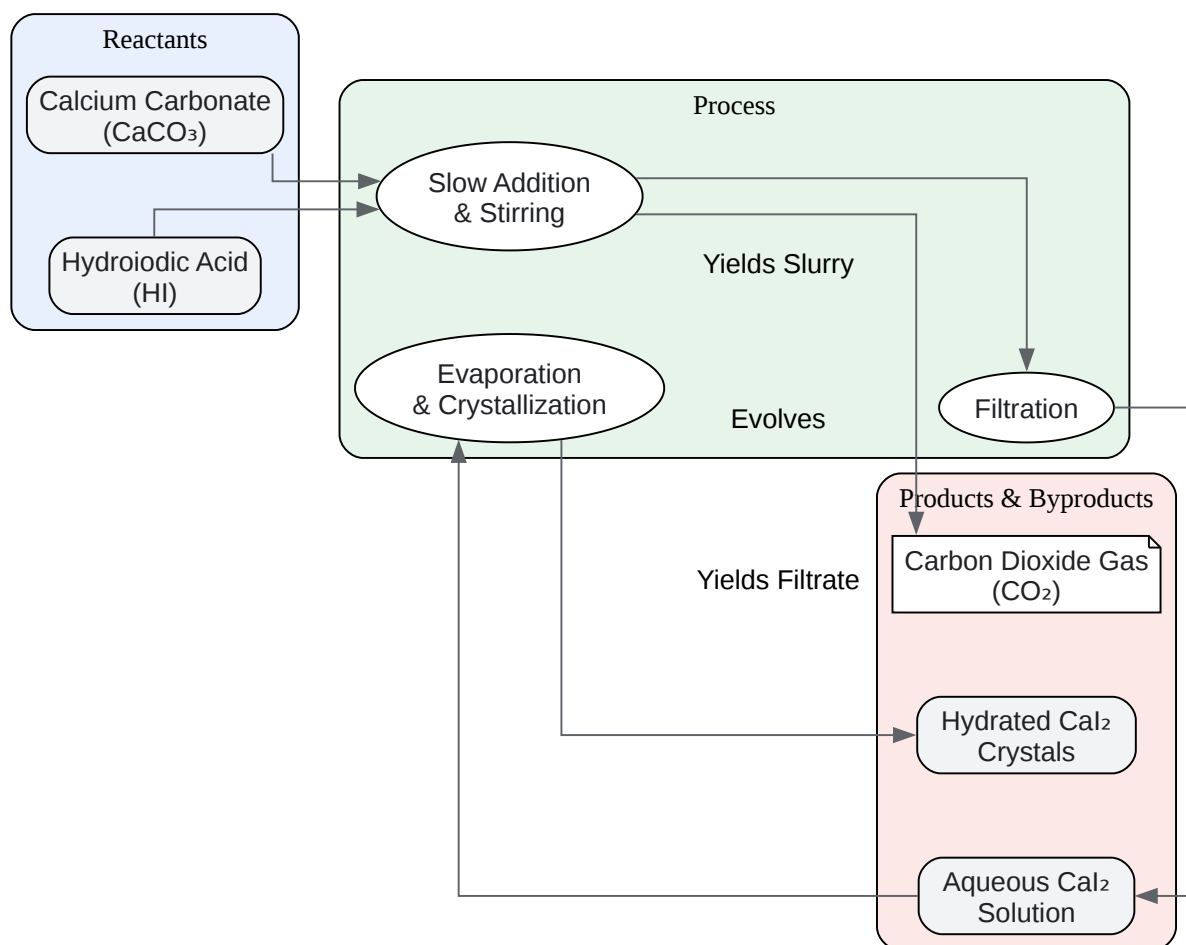 Reactants
Calcium Carbonate
(CaCO₃)
Hydroiodic Acid
(HI)
Process
Slow Addition
& Stirring
Yields Slurry
Evaporation
& Crystallization
Evolves
Filtration
Products & Byproducts
Carbon Dioxide Gas
(CO₂)
Yields Filtrate
Hydrated CaI₂
Crystals
Aqueous CaI₂
Solution